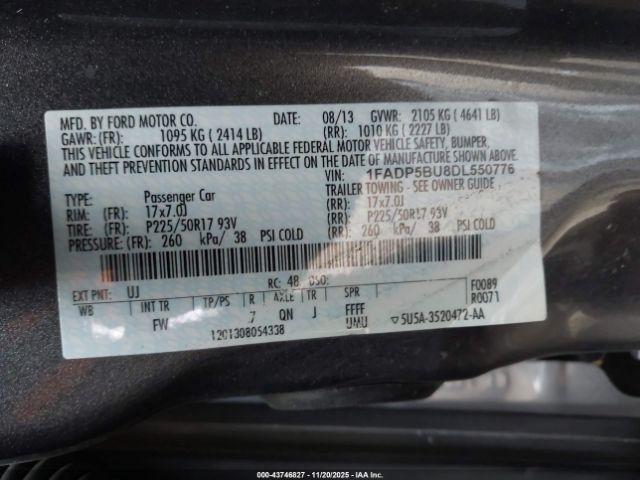 MFD. BY FORD MOTOR CO. DATE: 08/13 GVWR: 2105 KG ( 4641 LB)
GAWR: (FR): 1095 KG ( 2414 LB) (RR): 1010 KG ( 2227 LB)
THIS VEHICLE CONFORMS TO ALL APPLICABLE FEDERAL MOTOR VEHICLE SAFETY, BUMPER,
AND THEFT PREVENTION STANDARDS IN EFFECT ON THE DATE OF MANUFACTURE SHOWN ABOVE.
VIN: 1FADP5BU8DL550776
TYPE: Passenger Car TRAILER TOWING - SEE OWNER GUIDE
RIM: (FR): 17x7.0J (RR): 17x7.0J
TIRE: (FR): P225/50R17 93V (RR): P225/50R17 93V
PRESSURE: (FR): 260 kPa/ 38 PSI COLD (RR): 260 kPa/ 38 PSI COLD
EXT PNT: UJ RC: 48 DSO: F0089
WB INT TR TP/PS R AXLE TR SPR R0071
FW 7 QN J FFFF
1201308054338 UMU ▽5U5A-3520472-AA
000-43746827 - 11/20/2025 - IAAI